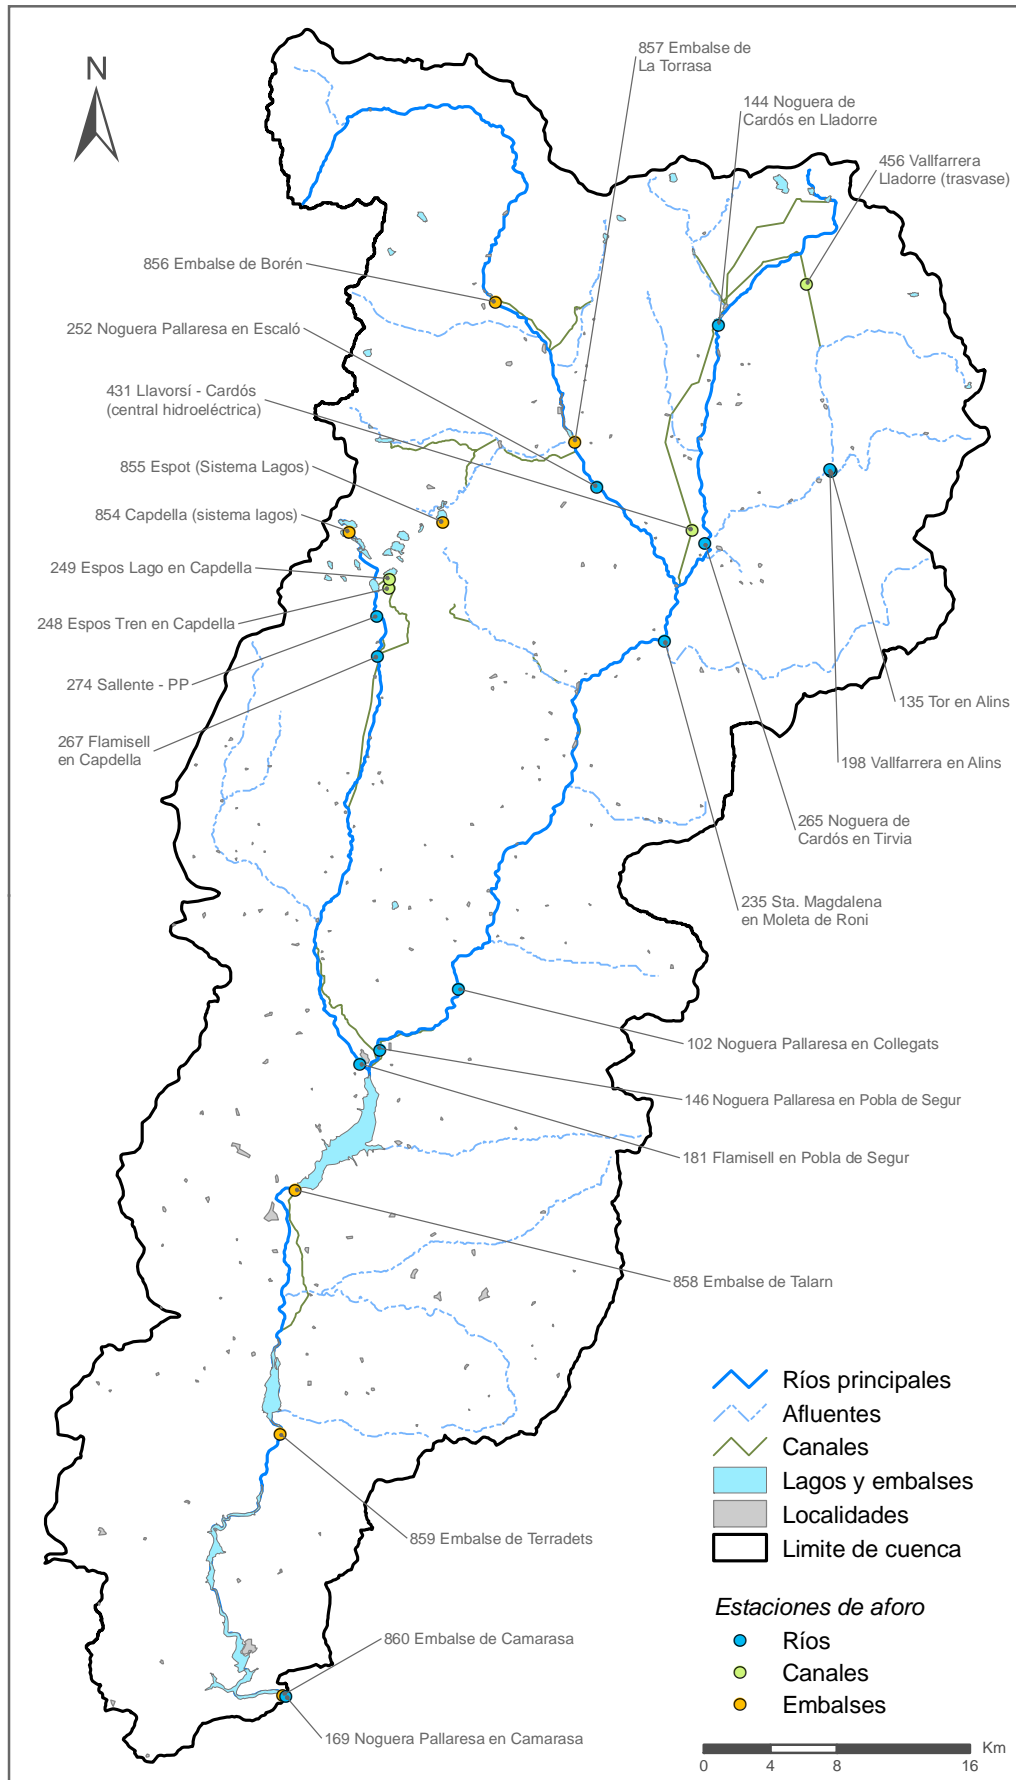 857 Embalse de
La Torrasa
N
144 Noguera de
Cardós en Lladorre
456 Vallfarrera
Lladorre (trasvase)
856 Embalse de Borén
252 Noguera Pallaresa en Escaló
431 Llavorsí - Cardós
(central hidroeléctrica)
855 Espot (Sistema Lagos)
854 Capdella (sistema lagos)
249 Espos Lago en Capdella
248 Espos Tren en Capdella
274 Sallente - PP
267 Flamisell
en Capdella
135 Tor en Alins
198 Vallfarrera en Alins
265 Noguera de
Cardós en Tirvia
235 Sta. Magdalena
en Moleta de Roni
102 Noguera Pallaresa en Collegats
146 Noguera Pallaresa en Pobla de Segur
181 Flamisell en Pobla de Segur
858 Embalse de Talarn
859 Embalse de Terradets
860 Embalse de Camarasa
169 Noguera Pallaresa en Camarasa
Ríos principales
Afluentes
Canales
Lagos y embalses
Localidades
Limite de cuenca
Estaciones de aforo
Ríos
Canales
Embalses
Km
0 4 8 16